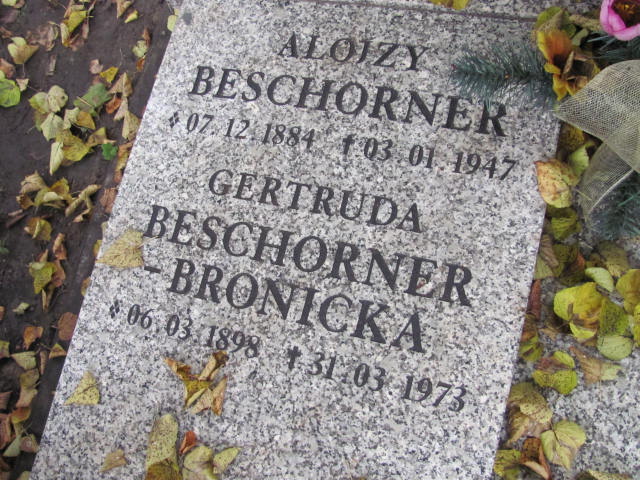 ALOJZY
BESCHORNER
07.12.1884 † 03.01.1947
GERTRUDA
BESCHORNER
-BRONICKA
06.03.1898 † 31.03.1973